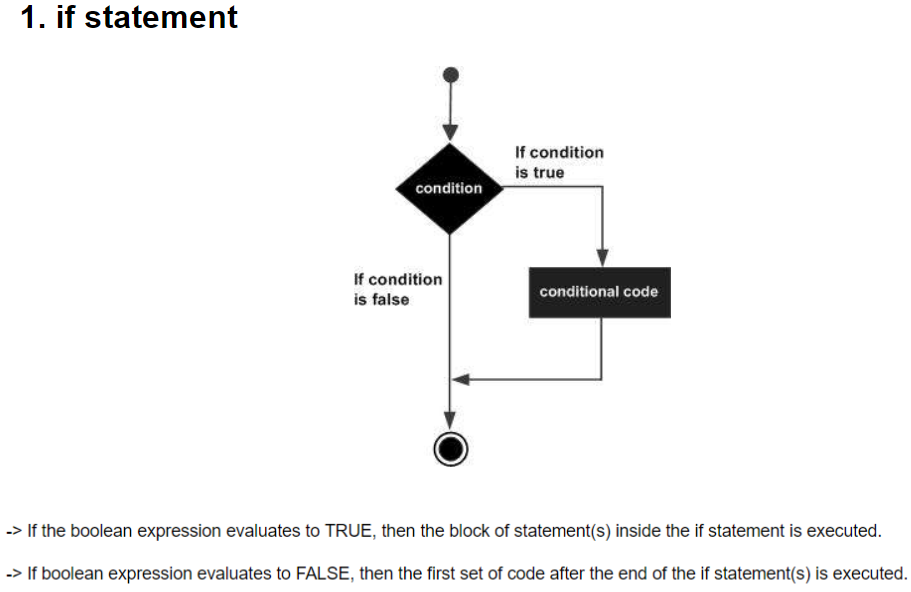 1. if statement
If condition
is true
condition
If condition
is false
conditional code
-> If the boolean expression evaluates to TRUE, then the block of statement(s) inside the if statement is executed.
-> If boolean expression evaluates to FALSE, then the first set of code after the end of the if statement(s) is executed.